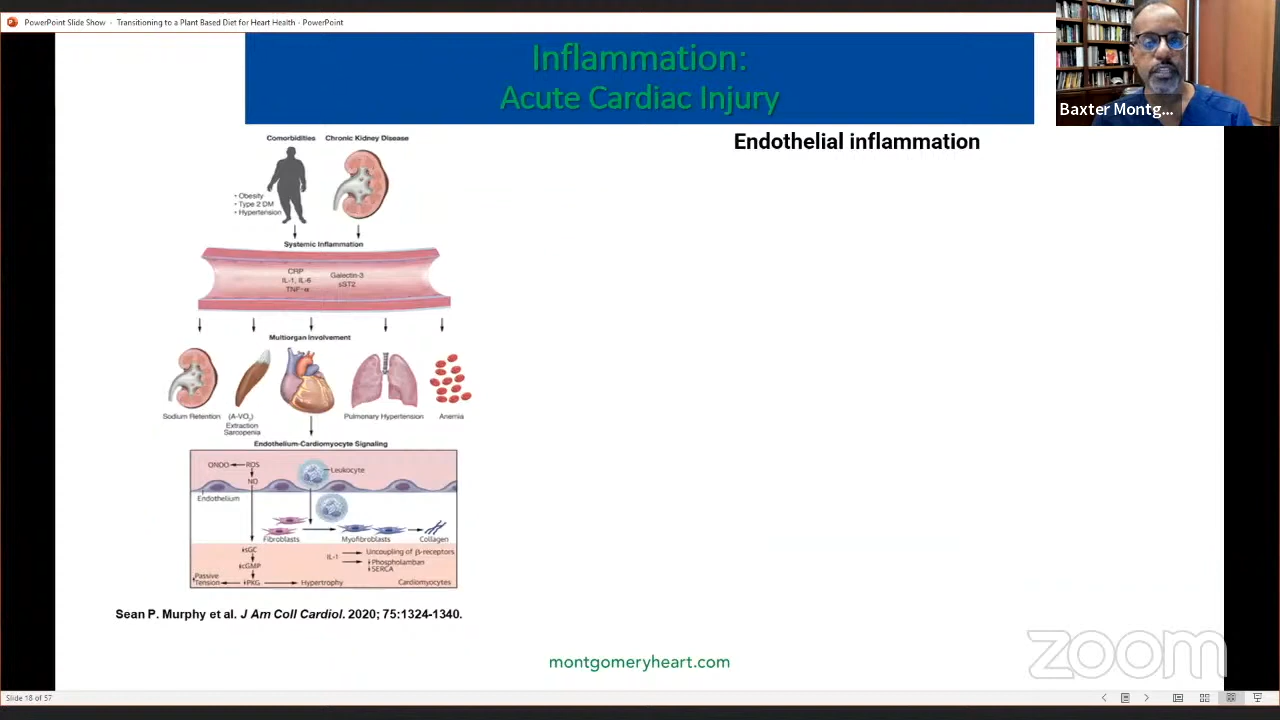 PowerPoint Slide Show - Transitioning to a Plant Based Diet for Heart Health - PowerPoint
Inflammation:
Acute Cardiac Injury
Baxter Montg...
Endothelial inflammation
Comorbidities Chronic Kidney Disease
• Obesity
• Type 2 DM
• Hypertension
Systemic Inflammation
CRP
IL-1, IL-6
TNF-α
Galectin-3
sST2
Multiorgan Involvement
Sodium Retention
(A-VO₂)
Extraction
Sarcopenia
Pulmonary Hypertension
Anemia
Endothelium-Cardiomyocyte Signaling
ONDO ROS
NO
Leukocyte
Endothelium
Fibroblasts
Myofibroblasts
Collagen
sGC
cGMP
PKG
Passive
Tension
Hypertrophy
IL-1
Uncoupling of β-receptors
Phospholamban
SERCA
Cardiomyocytes
Sean P. Murphy et al. J Am Coll Cardiol. 2020; 75:1324-1340.
montgomeryheart.com
zoom
Slide 18 of 57